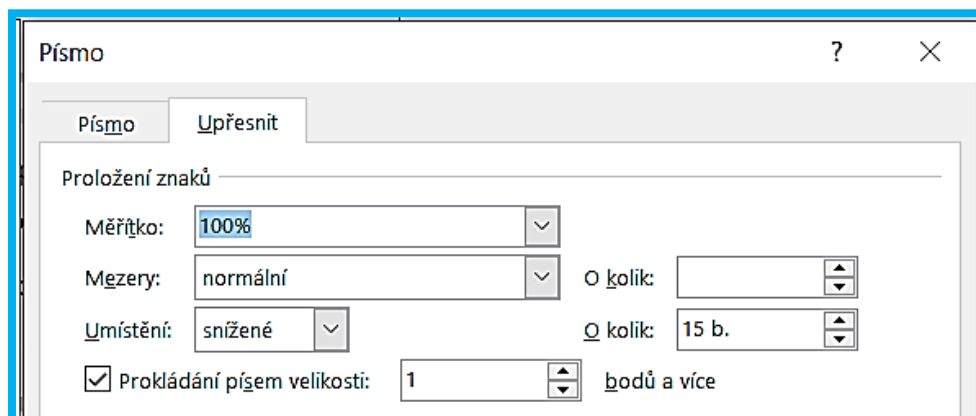 Písmo ?
Písmo Upřesnit
Proložení znaků
Měřítko: 100%
Mezery: normální O kolik:
Umístění: snížené O kolik: 15 b.
Prokládání písem velikosti: 1 bodů a více